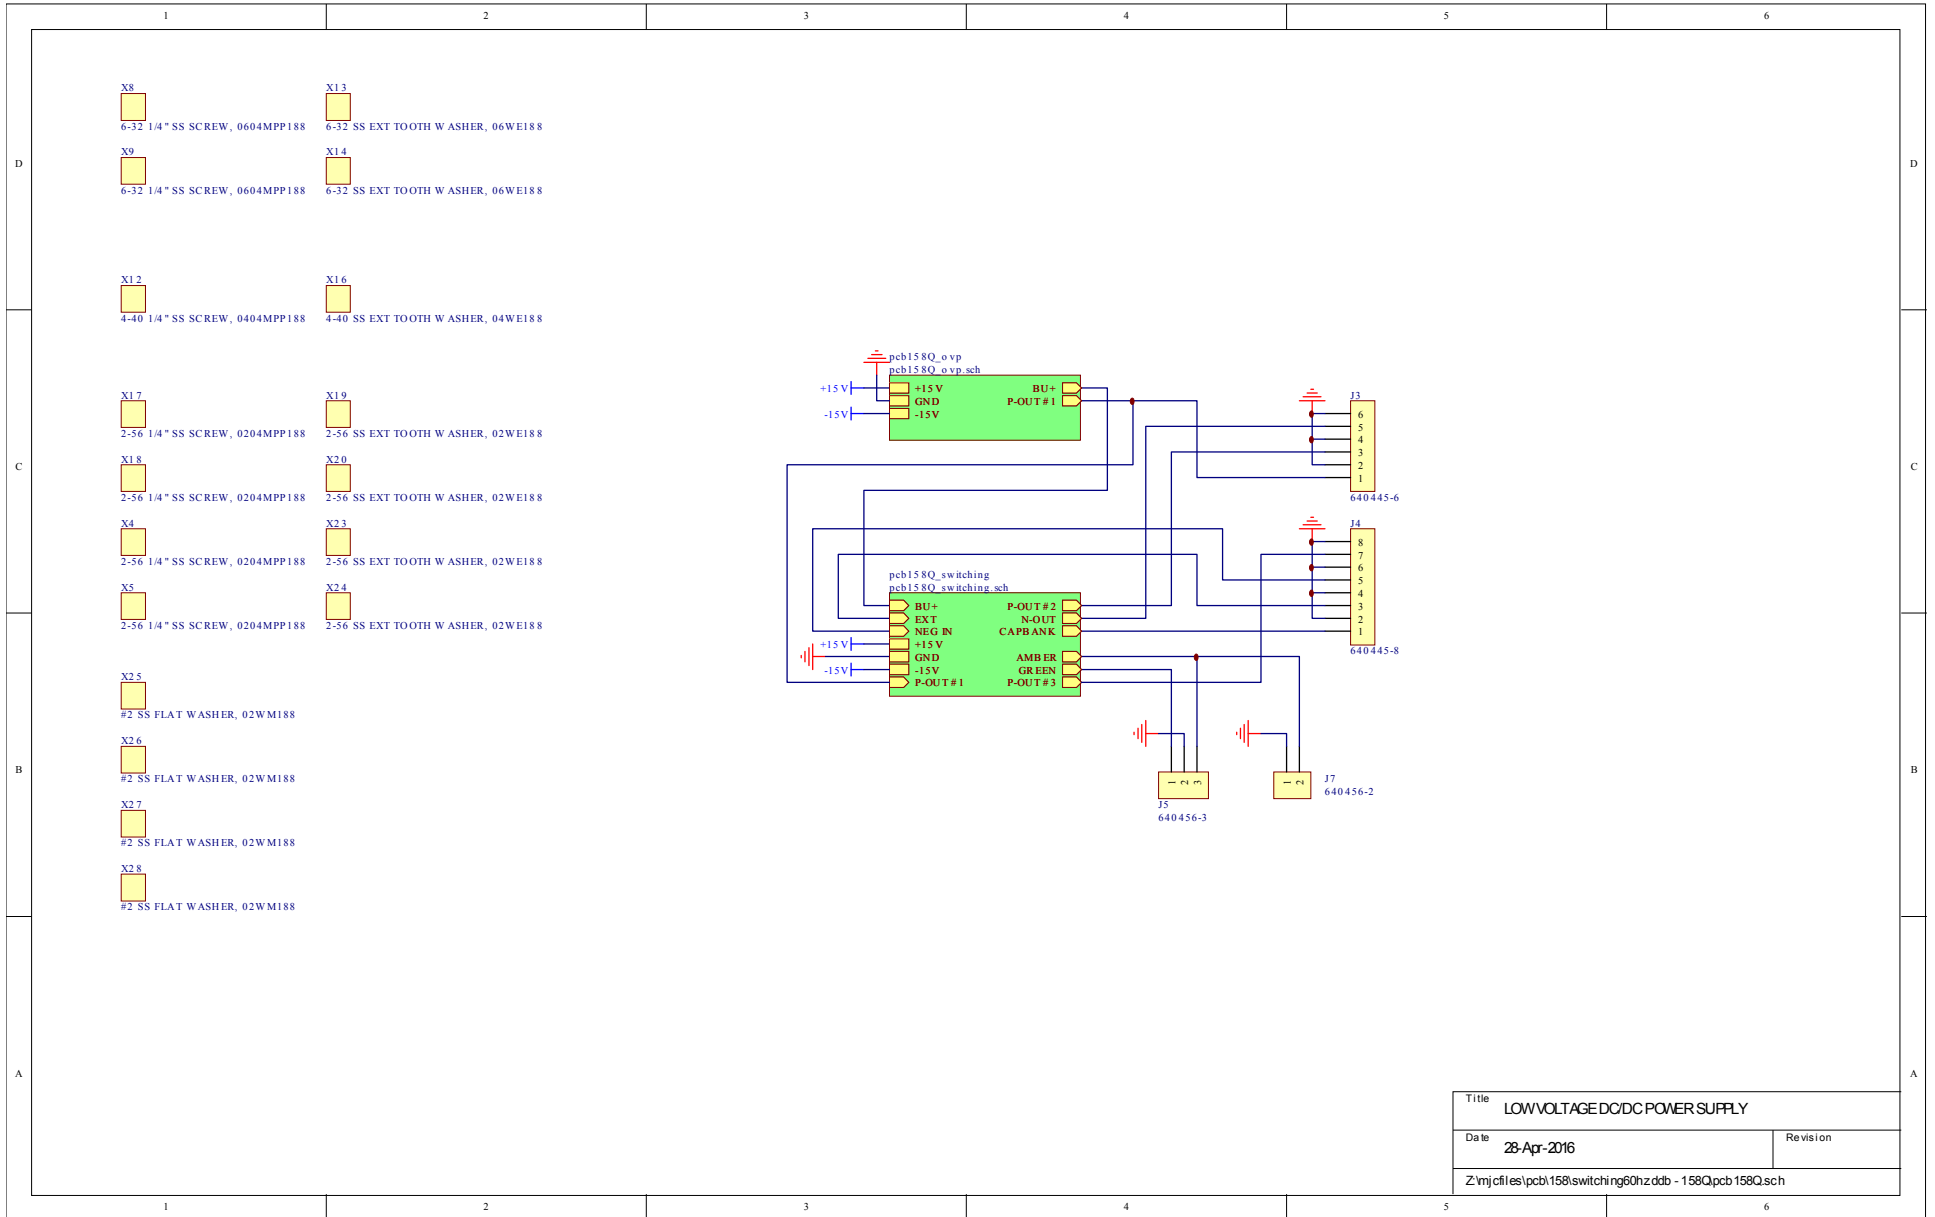 1 2 3 4 5 6
X8
6-32 1/4" SS SCREW, 0604MPP188
X13
6-32 SS EXT TOOTH WASHER, 06WE188
X9
6-32 1/4" SS SCREW, 0604MPP188
X14
6-32 SS EXT TOOTH WASHER, 06WE188
D
D
X12
4-40 1/4" SS SCREW, 0404MPP188
X16
4-40 SS EXT TOOTH WASHER, 04WE188
X17
2-56 1/4" SS SCREW, 0204MPP188
X19
2-56 SS EXT TOOTH WASHER, 02WE188
X18
2-56 1/4" SS SCREW, 0204MPP188
X20
2-56 SS EXT TOOTH WASHER, 02WE188
C
C
X4
2-56 1/4" SS SCREW, 0204MPP188
X23
2-56 SS EXT TOOTH WASHER, 02WE188
X5
2-56 1/4" SS SCREW, 0204MPP188
X24
2-56 SS EXT TOOTH WASHER, 02WE188
X25
#2 SS FLAT WASHER, 02WM188
X26
#2 SS FLAT WASHER, 02WM188
X27
#2 SS FLAT WASHER, 02WM188
X28
#2 SS FLAT WASHER, 02WM188
B
B
pcb158Q_ovp
pcb158Q_ovp.sch
+15V
-15V
+15V
GND
-15V
BU+
P-OUT#1
J3
6
5
4
3
2
1
640445-6
J4
8
7
6
5
4
3
2
1
640445-8
pcb158Q_switching
pcb158Q_switching.sch
+15V
-15V
BU+
EXT
NEG IN
+15V
GND
-15V
P-OUT#1
P-OUT#2
N-OUT
CAPBANK
AMBER
GREEN
P-OUT#3
1 2 3
J5
640456-3
1 2
J7
640456-2
A
A
Title
LOW VOLTAGE DC/DC POWER SUPPLY
Date
28-Apr-2016
Revision
Z:\mjcfiles\pcb\158\switching60hz.ddb - 158Q\pcb158Q.sch
1 2 3 4 5 6